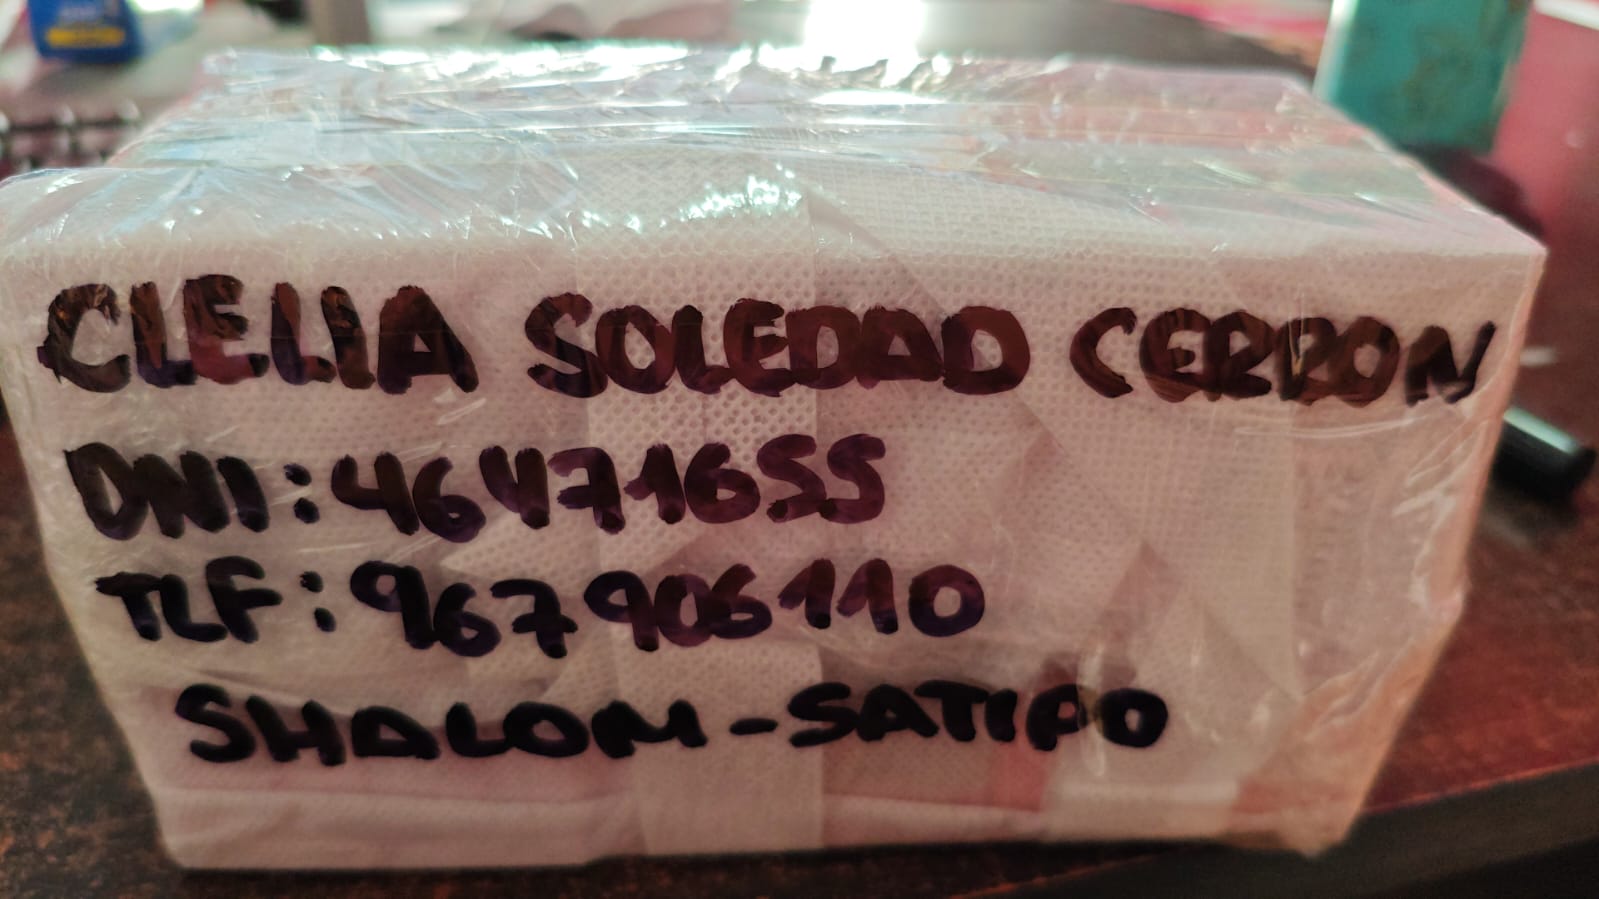 CLELIA SOLEDAD CERRON
DNI: 46471655
TLF: 967906110
SHALOM-SATIPO